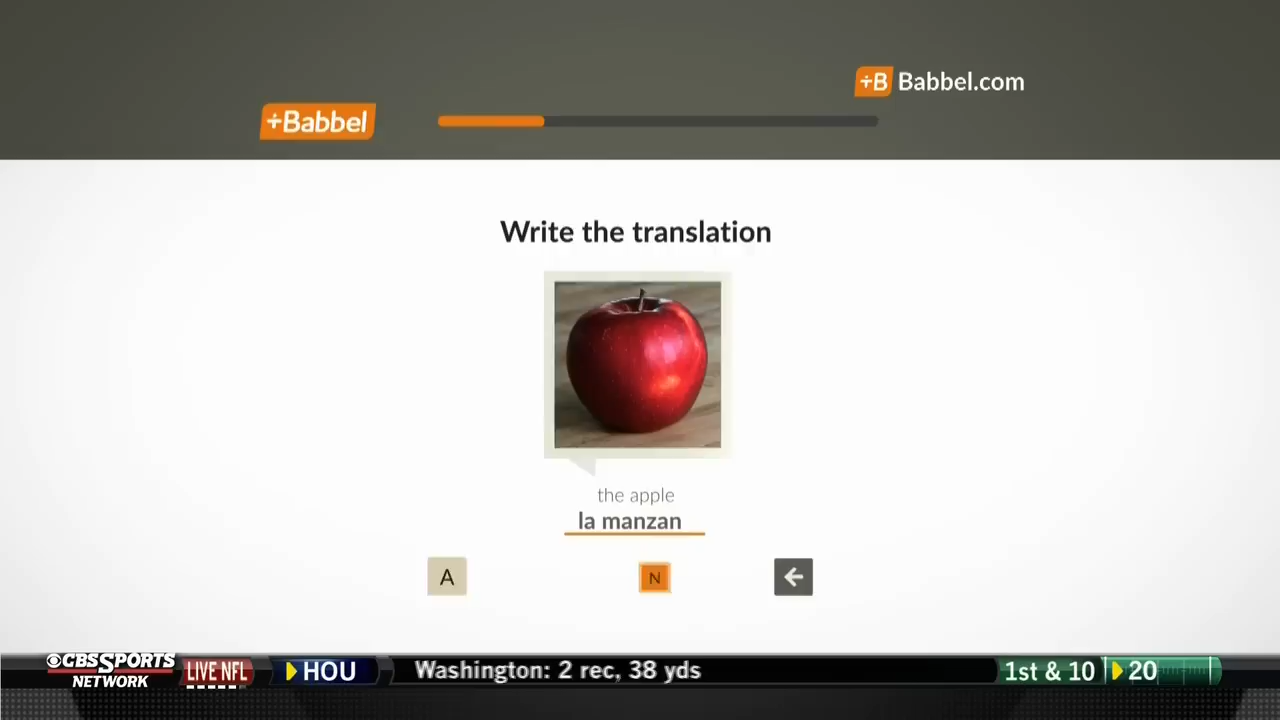 +B Babbel.com
+Babbel
Write the translation
the apple
la manzan
A N
CBS SPORTS NETWORK LIVE NFL HOU Washington: 2 rec, 38 yds 1st & 10 20